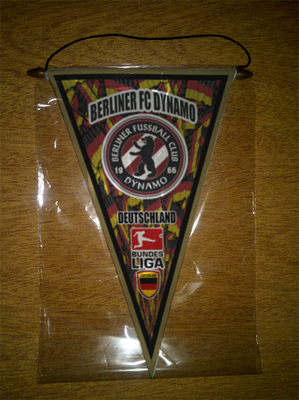 BERLINER FC DYNAMO
BERLINER FUSSBALL CLUB
19 66
DYNAMO
DEUTSCHLAND
BUNDES
LIGA